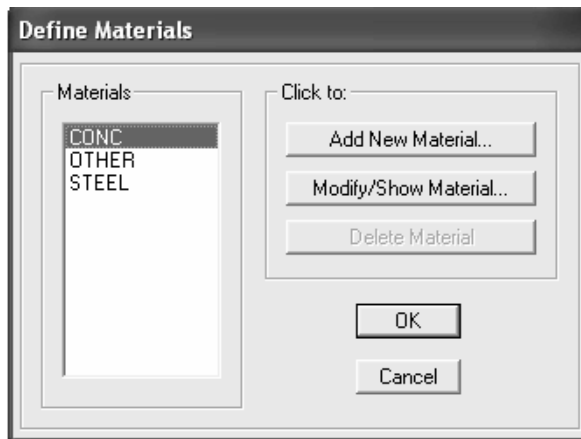 Define Materials
Materials
CONC
OTHER
STEEL
Click to:
Add New Material...
Modify/Show Material...
Delete Material
OK
Cancel